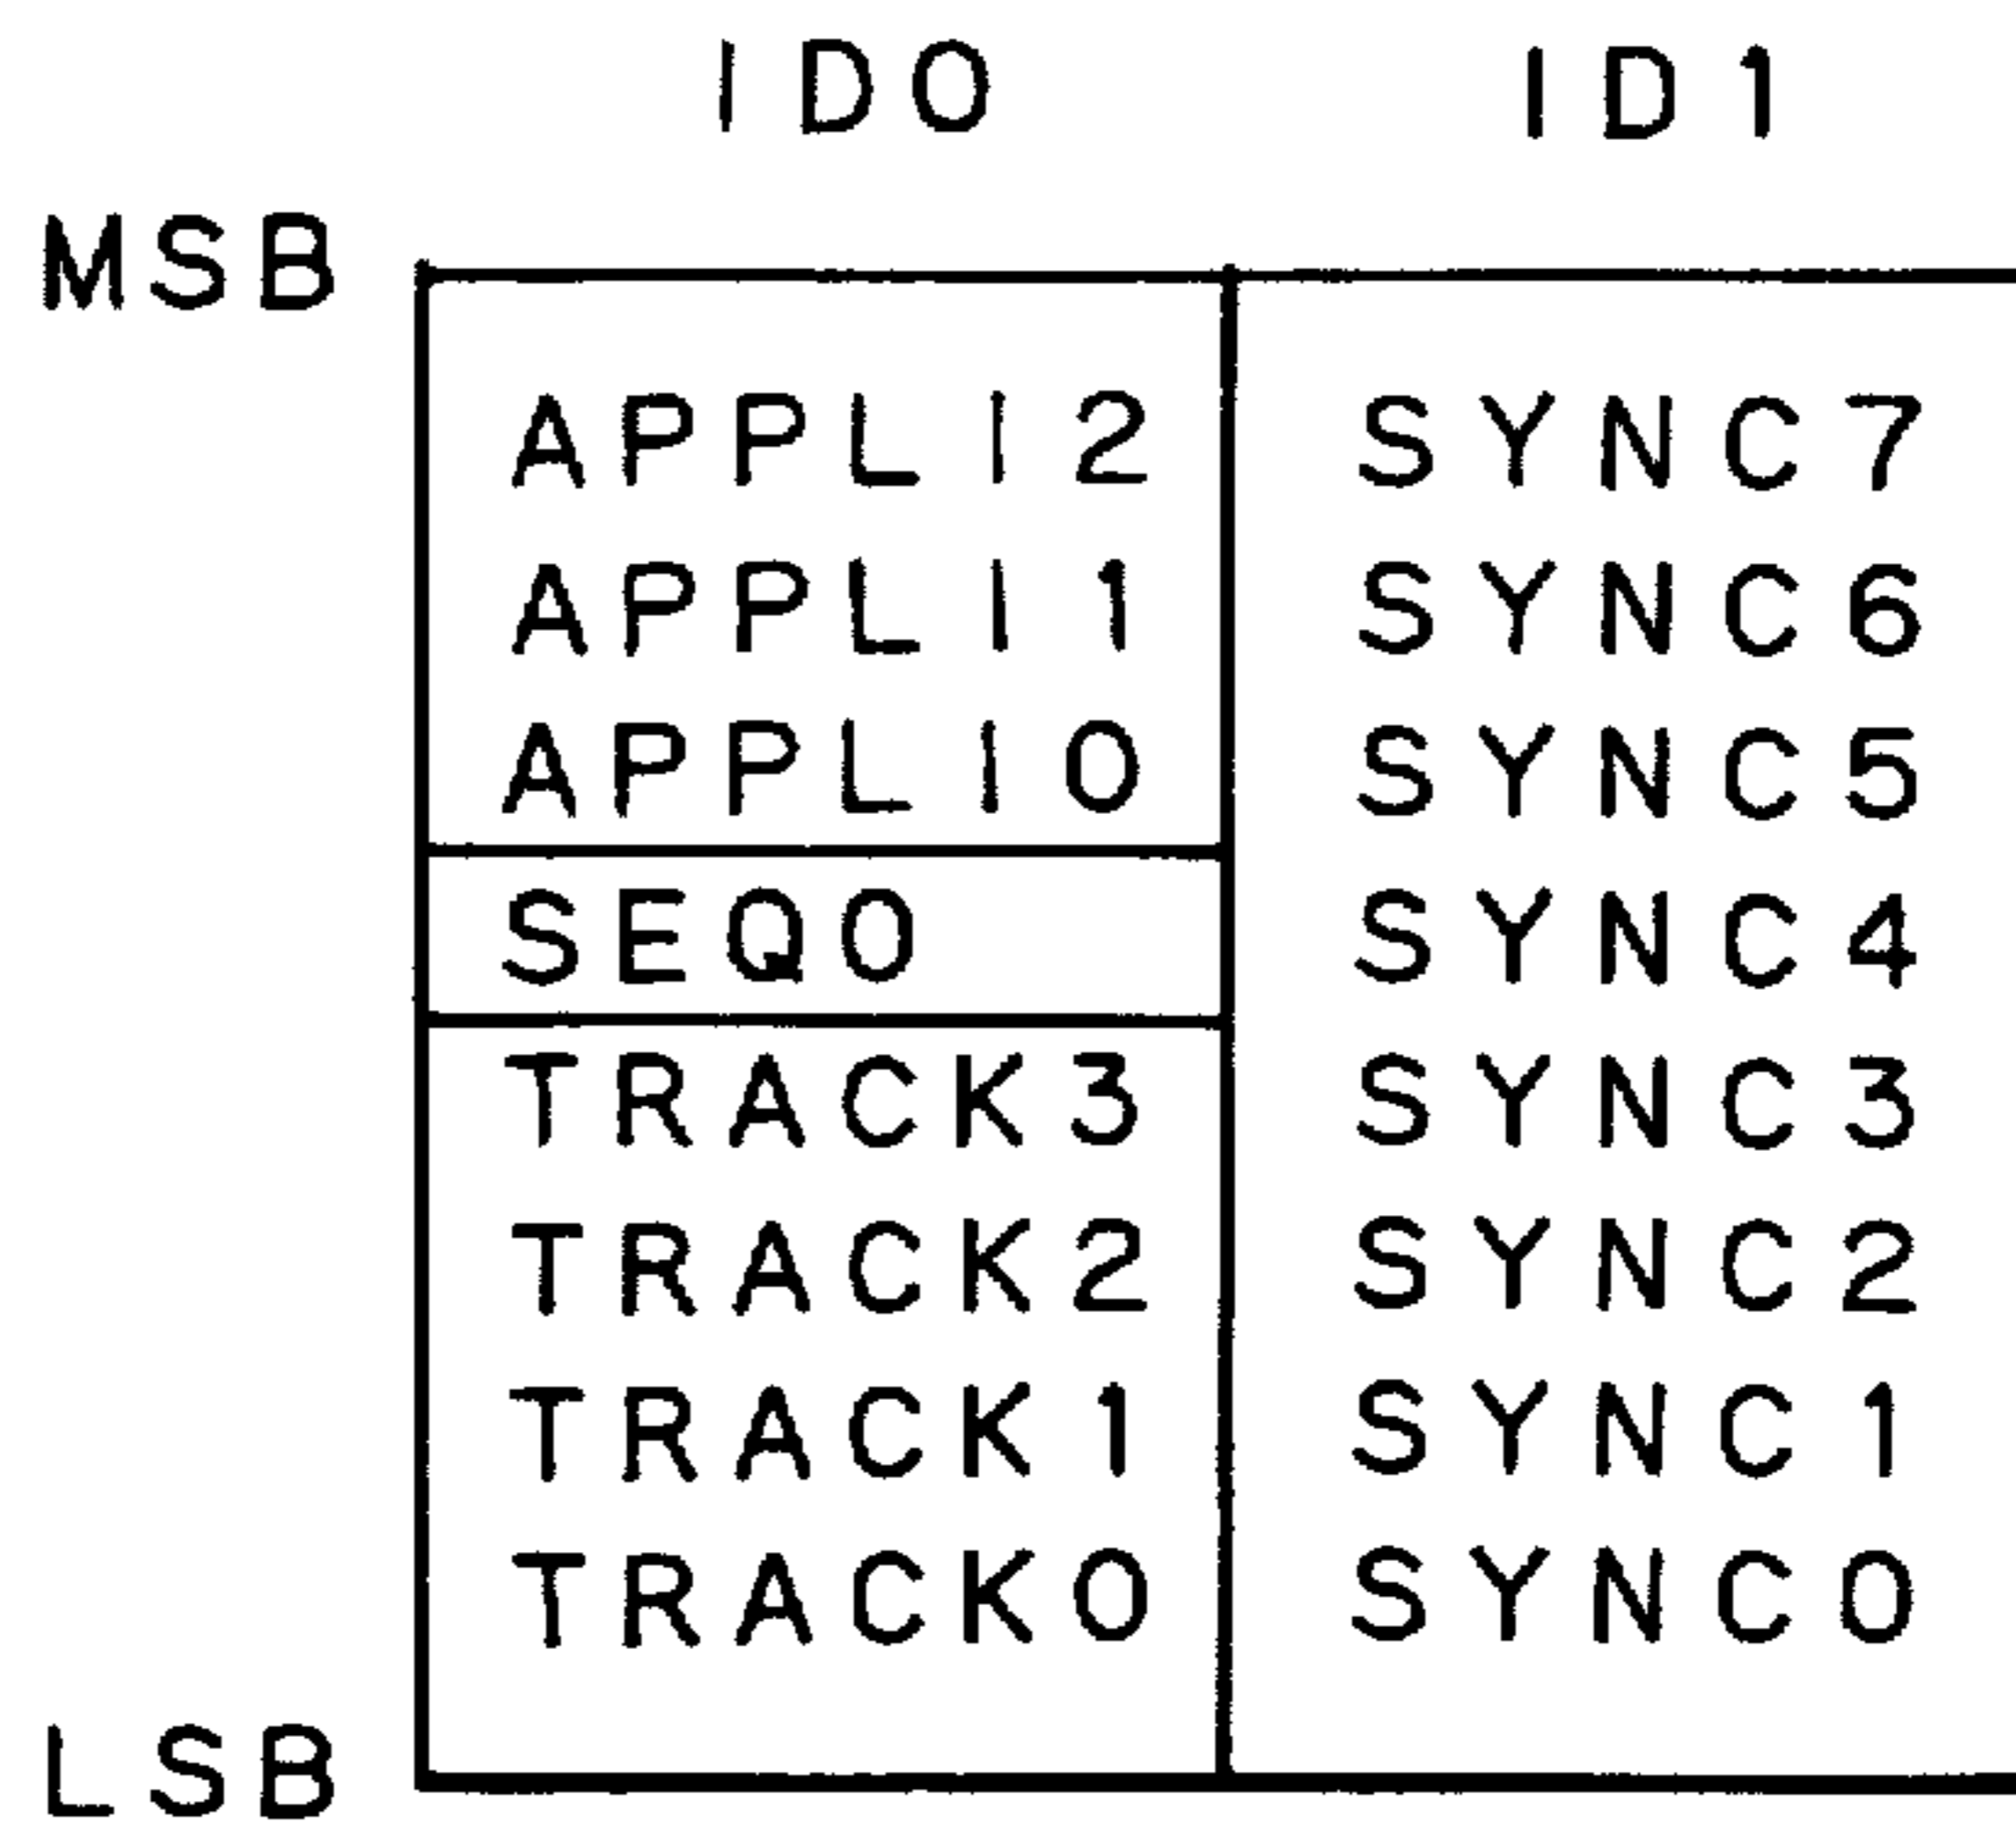 ID0 ID1
MSB
APPLI2 SYNC7
APPLI1 SYNC6
APPLI0 SYNC5
SEQ0 SYNC4
TRACK3 SYNC3
TRACK2 SYNC2
TRACK1 SYNC1
TRACK0 SYNC0
LSB